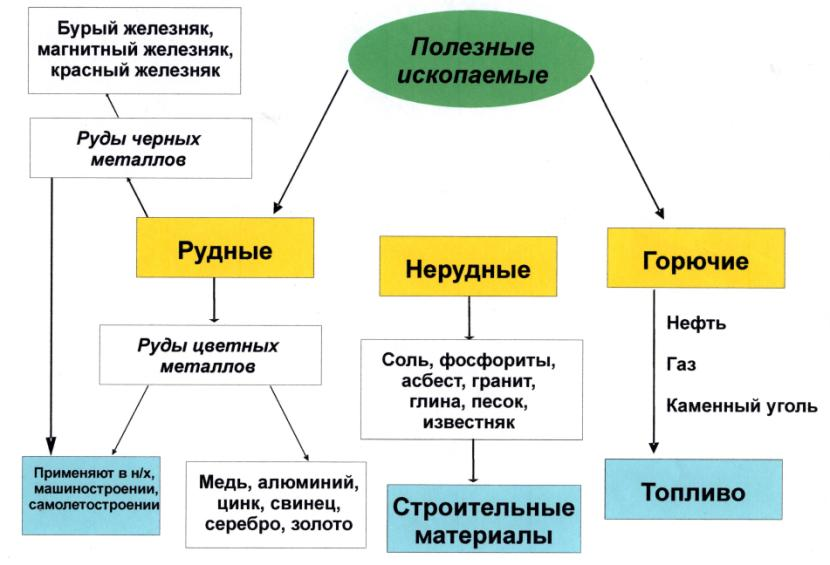 Бурый железняк,
магнитный железняк,
красный железняк
Полезные
ископаемые
Руды черных
металлов
Рудные
Нерудные
Горючие
Руды цветных
металлов
Соль, фосфориты,
асбест, гранит,
глина, песок,
известняк
Нефть
Газ
Каменный уголь
Применяют в н/х,
машиностроении,
самолетостроении
Медь, алюминий,
цинк, свинец,
серебро, золото
Строительные
материалы
Топливо